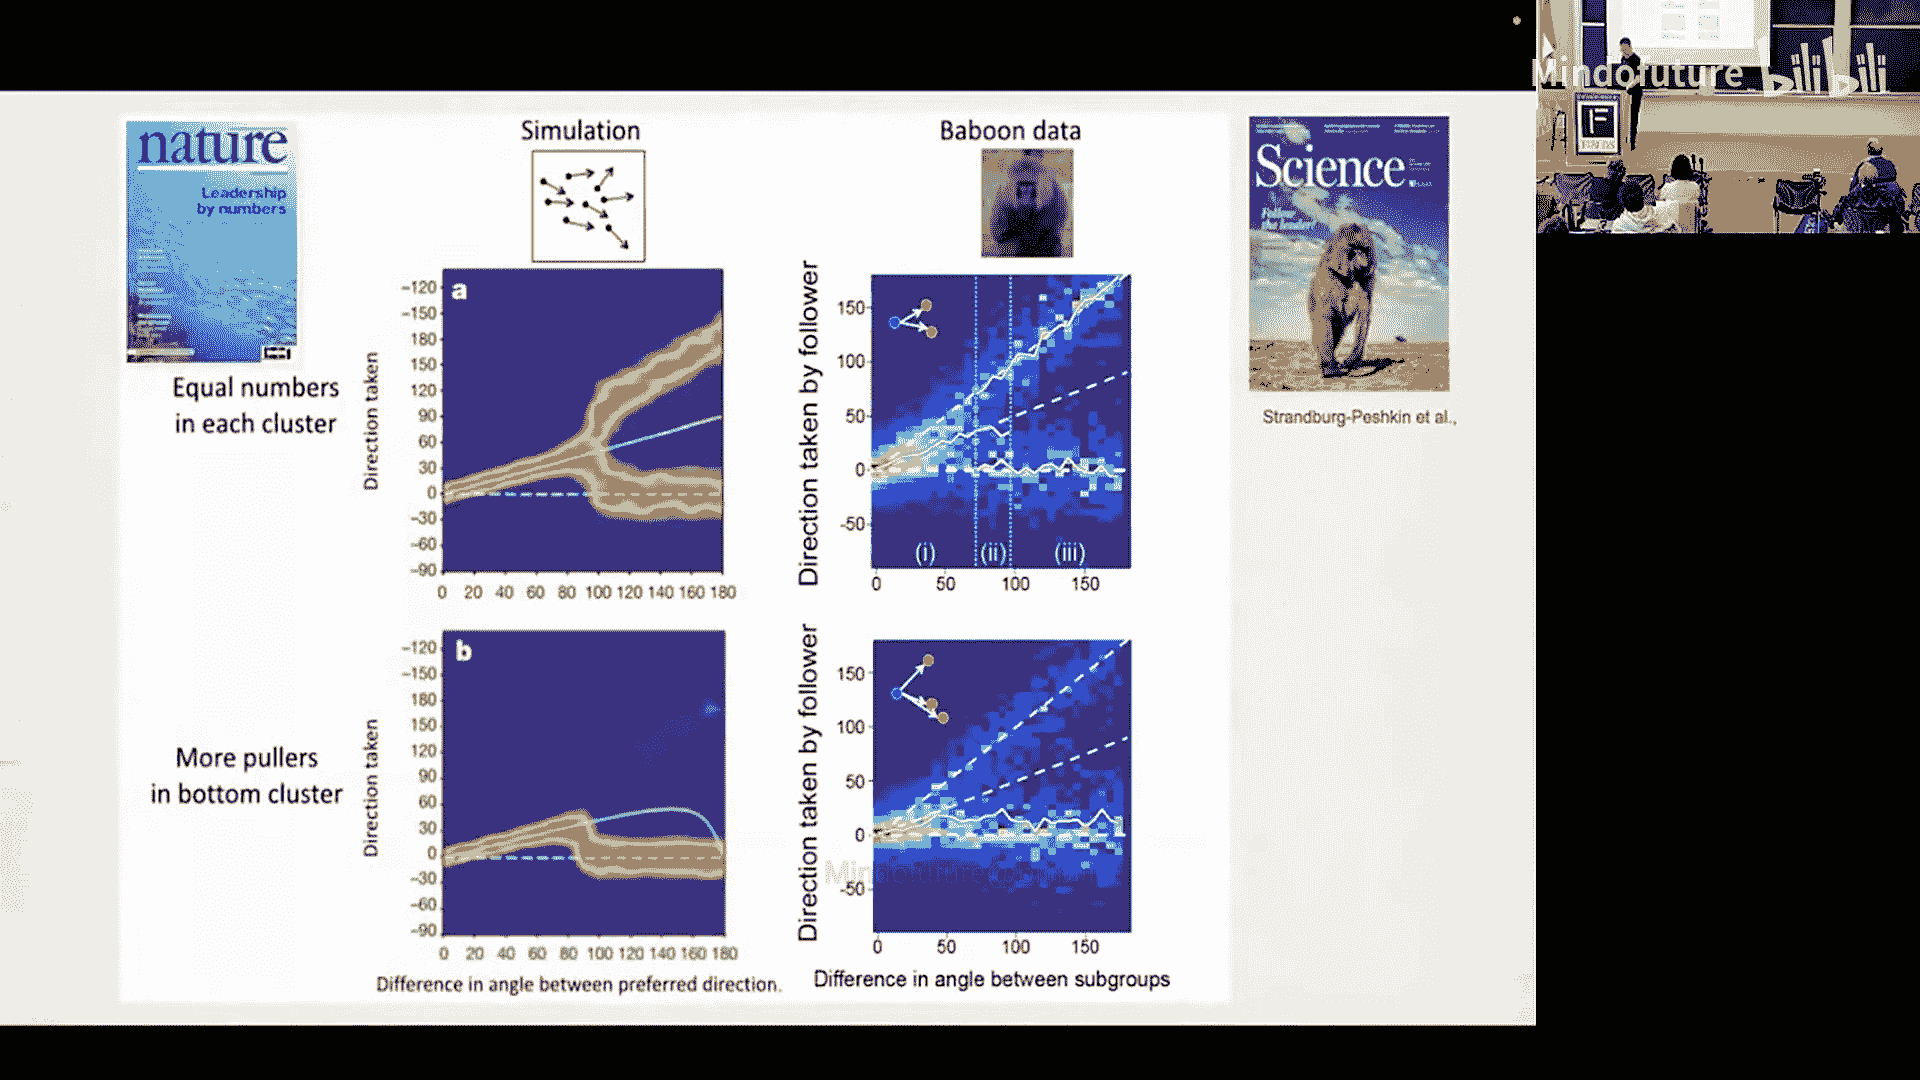 Mindofuture bilibili
nature
Leadership
by numbers
Simulation
Baboon data
Science
Follow
the leader
Equal numbers
in each cluster
Strandburg-Peshkin et al.,
a
Direction taken
-120
-150
180
150
120
90
60
30
0
-30
-60
-90
0 20 40 60 80 100 120 140 160 180
Direction taken by follower
150
100
50
0
-50
(i) (ii) (iii)
0 50 100 150
More pullers
in bottom cluster
b
Direction taken
-120
-150
180
150
120
90
60
30
0
-30
-60
-90
0 20 40 60 80 100 120 140 160 180
Difference in angle between preferred direction.
Direction taken by follower
150
100
50
0
-50
0 50 100 150
Difference in angle between subgroups